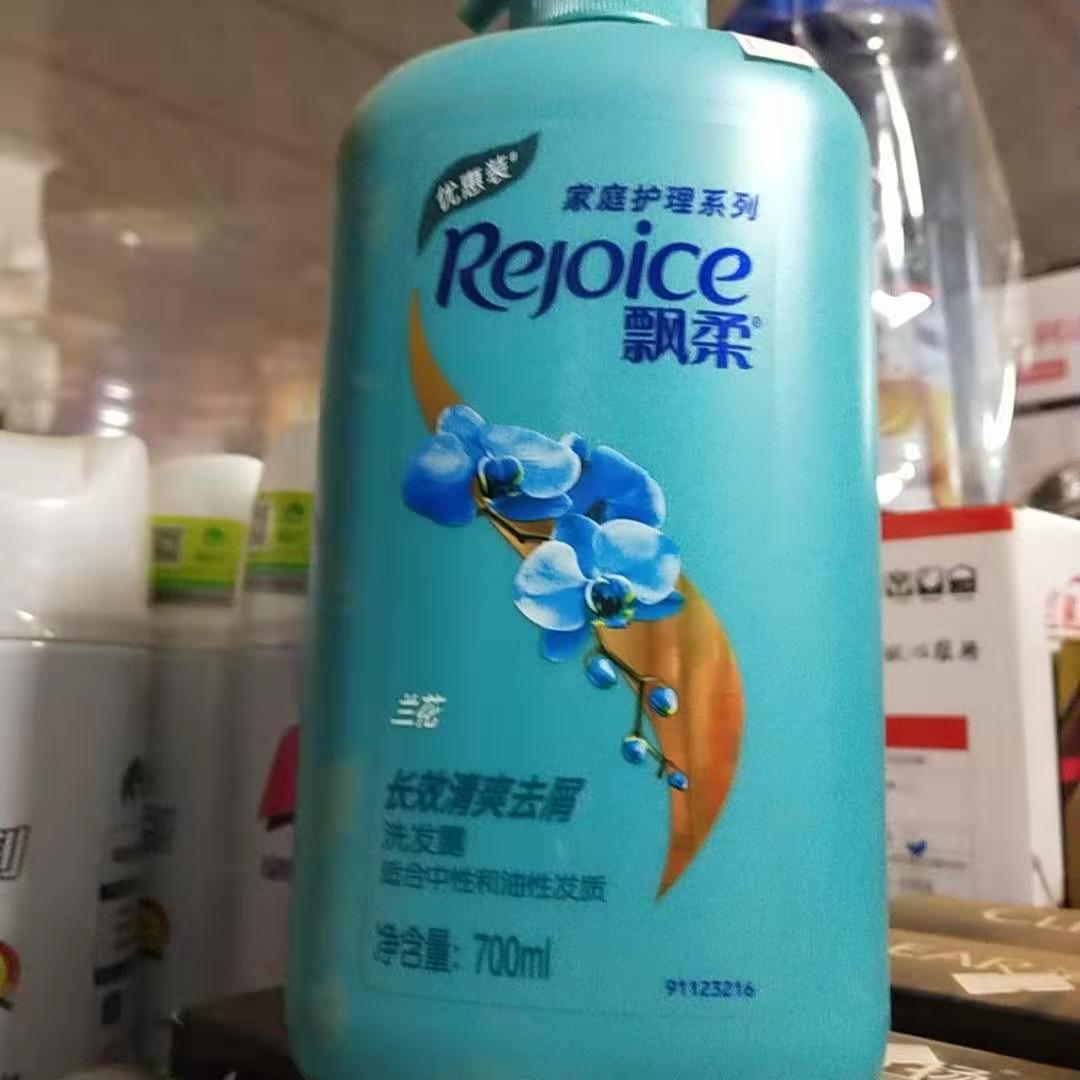 优惠装®
家庭护理系列
Rejoice
飘柔®
兰花
长效清爽去屑
洗发露
适合中性和油性发质
净含量: 700ml
91123216